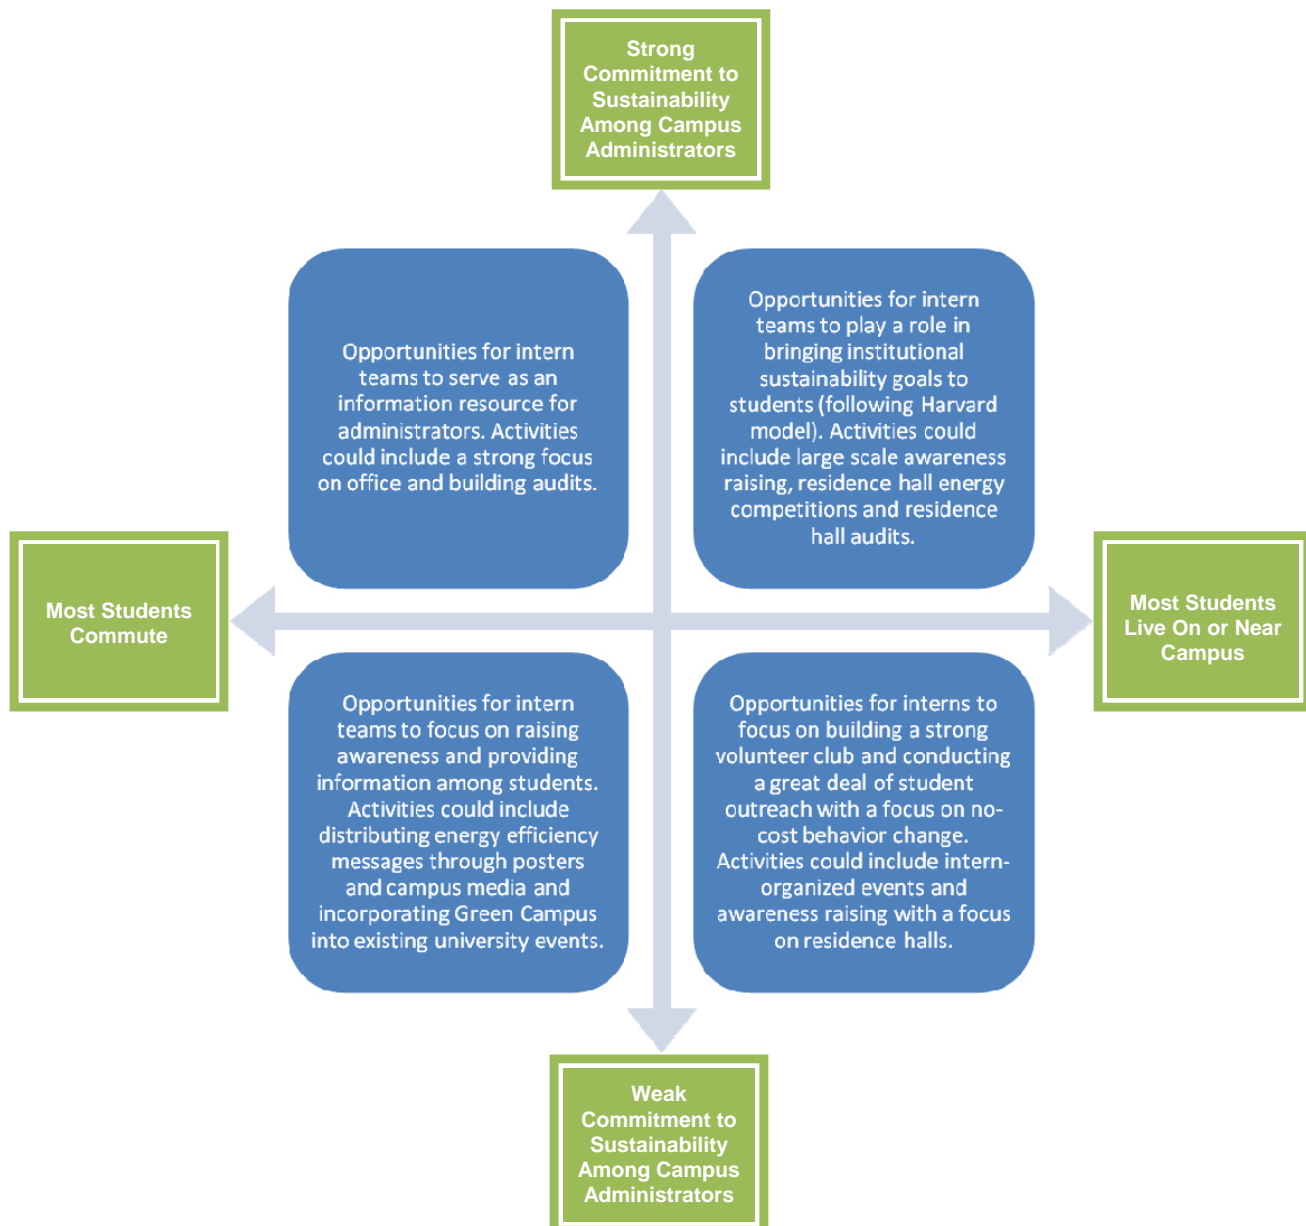 Strong
Commitment to
Sustainability
Among Campus
Administrators
Opportunities for intern
teams to serve as an
information resource for
administrators. Activities
could include a strong focus
on office and building audits.
Opportunities for intern
teams to play a role in
bringing institutional
sustainability goals to
students (following Harvard
model). Activities could
include large scale awareness
raising, residence hall energy
competitions and residence
hall audits.
Most Students
Commute
Most Students
Live On or Near
Campus
Opportunities for intern
teams to focus on raising
awareness and providing
information among students.
Activities could include
distributing energy efficiency
messages through posters
and campus media and
incorporating Green Campus
into existing university events.
Opportunities for interns to
focus on building a strong
volunteer club and conducting
a great deal of student
outreach with a focus on no-
cost behavior change.
Activities could include intern-
organized events and
awareness raising with a focus
on residence halls.
Weak
Commitment to
Sustainability
Among Campus
Administrators